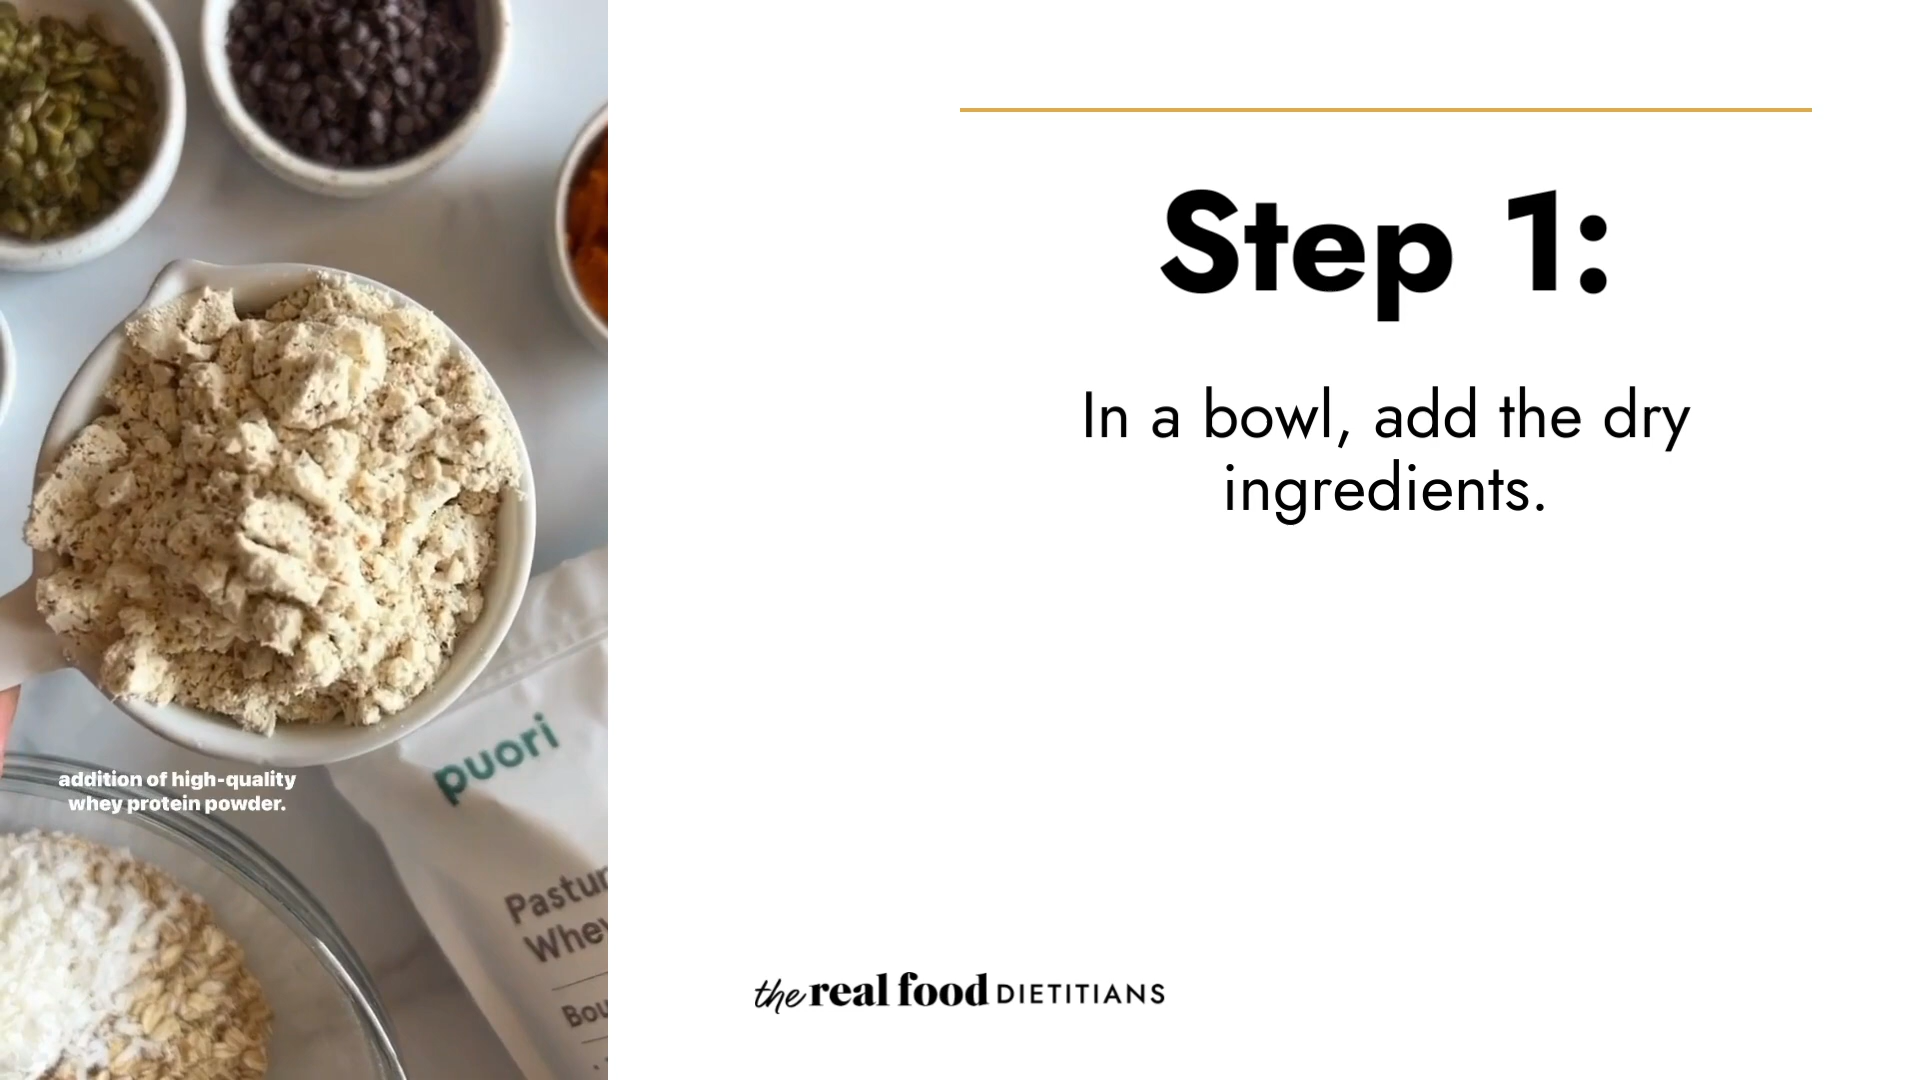 Step 1:
In a bowl, add the dry
ingredients.
addition of high-quality
whey protein powder.
puori
the real food DIETITIANS